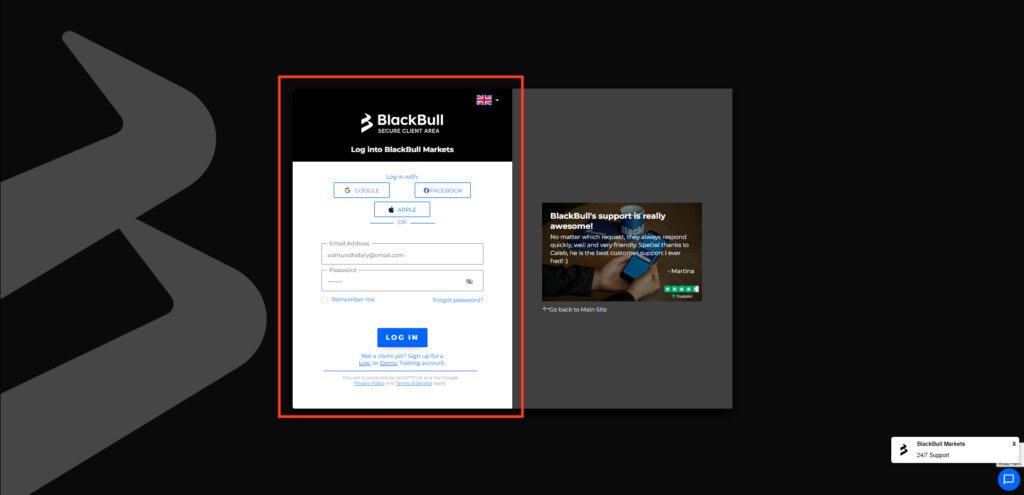 BlackBull
SECURE CLIENT AREA
Log into BlackBull Markets
Log in with:
GOOGLE
FACEBOOK
APPLE
OR
Email Address
edmundhillary@email.com
Password
Remember me
Forgot password?
LOG IN
Not a client yet? Sign up for a
Live, or Demo Trading account.
This site is protected by reCAPTCHA and the Google
Privacy Policy and Terms of Service apply.
BlackBull's support is really
awesome!
No matter which request, they always respond
quickly, well and very friendly. Special thanks to
Caleb, he is the best customer support I ever
had! :)
- Martina
Trustpilot
Go back to Main Site
BlackBull Markets
X
24/7 Support